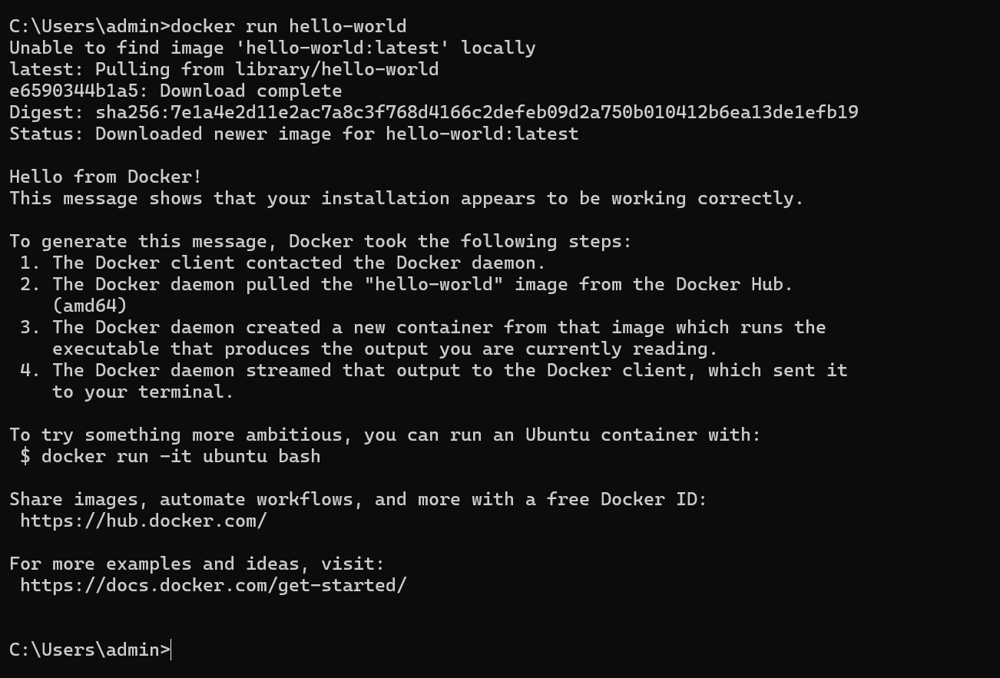 C:\Users\admin>docker run hello-world
Unable to find image 'hello-world:latest' locally
latest: Pulling from library/hello-world
e6590344b1a5: Download complete
Digest: sha256:7e1a4e2d11e2ac7a8c3f768d4166c2defeb09d2a750b010412b6ea13de1efb19
Status: Downloaded newer image for hello-world:latest

Hello from Docker!
This message shows that your installation appears to be working correctly.

To generate this message, Docker took the following steps:
 1. The Docker client contacted the Docker daemon.
 2. The Docker daemon pulled the "hello-world" image from the Docker Hub.
    (amd64)
 3. The Docker daemon created a new container from that image which runs the
    executable that produces the output you are currently reading.
 4. The Docker daemon streamed that output to the Docker client, which sent it
    to your terminal.

To try something more ambitious, you can run an Ubuntu container with:
 $ docker run -it ubuntu bash

Share images, automate workflows, and more with a free Docker ID:
 https://hub.docker.com/

For more examples and ideas, visit:
 https://docs.docker.com/get-started/

C:\Users\admin>